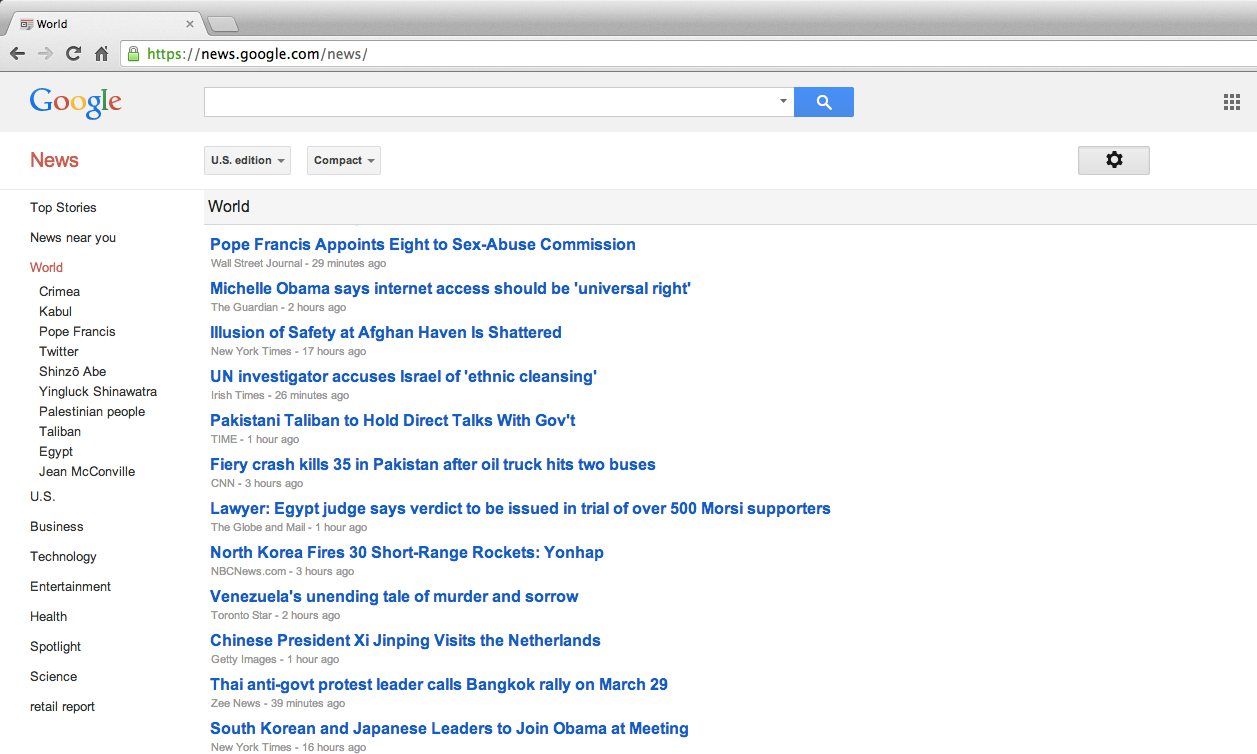 World
https://news.google.com/news/
Google
News
U.S. edition
Compact
Top Stories
News near you
World
Crimea
Kabul
Pope Francis
Twitter
Shinzō Abe
Yingluck Shinawatra
Palestinian people
Taliban
Egypt
Jean McConville
U.S.
Business
Technology
Entertainment
Health
Spotlight
Science
retail report
World
Pope Francis Appoints Eight to Sex-Abuse Commission
Wall Street Journal - 29 minutes ago
Michelle Obama says internet access should be 'universal right'
The Guardian - 2 hours ago
Illusion of Safety at Afghan Haven Is Shattered
New York Times - 17 hours ago
UN investigator accuses Israel of 'ethnic cleansing'
Irish Times - 26 minutes ago
Pakistani Taliban to Hold Direct Talks With Gov't
TIME - 1 hour ago
Fiery crash kills 35 in Pakistan after oil truck hits two buses
CNN - 3 hours ago
Lawyer: Egypt judge says verdict to be issued in trial of over 500 Morsi supporters
The Globe and Mail - 1 hour ago
North Korea Fires 30 Short-Range Rockets: Yonhap
NBCNews.com - 3 hours ago
Venezuela's unending tale of murder and sorrow
Toronto Star - 2 hours ago
Chinese President Xi Jinping Visits the Netherlands
Getty Images - 1 hour ago
Thai anti-govt protest leader calls Bangkok rally on March 29
Zee News - 39 minutes ago
South Korean and Japanese Leaders to Join Obama at Meeting
New York Times - 16 hours ago